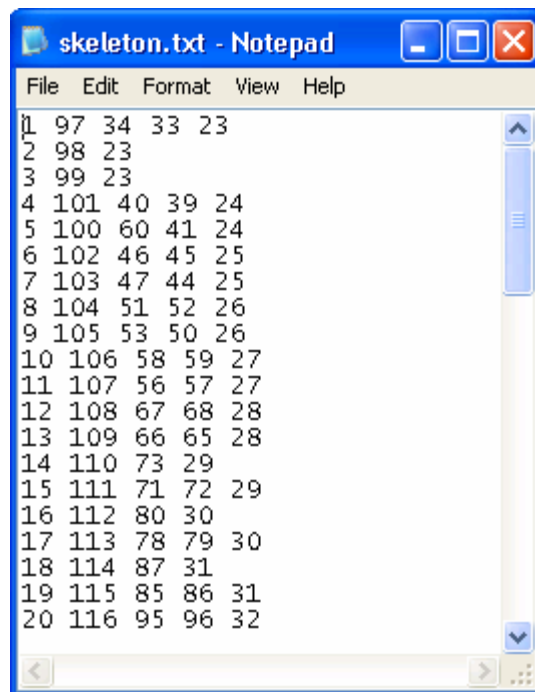 skeleton.txt - Notepad
File Edit Format View Help
1 97 34 33 23
2 98 23
3 99 23
4 101 40 39 24
5 100 60 41 24
6 102 46 45 25
7 103 47 44 25
8 104 51 52 26
9 105 53 50 26
10 106 58 59 27
11 107 56 57 27
12 108 67 68 28
13 109 66 65 28
14 110 73 29
15 111 71 72 29
16 112 80 30
17 113 78 79 30
18 114 87 31
19 115 85 86 31
20 116 95 96 32